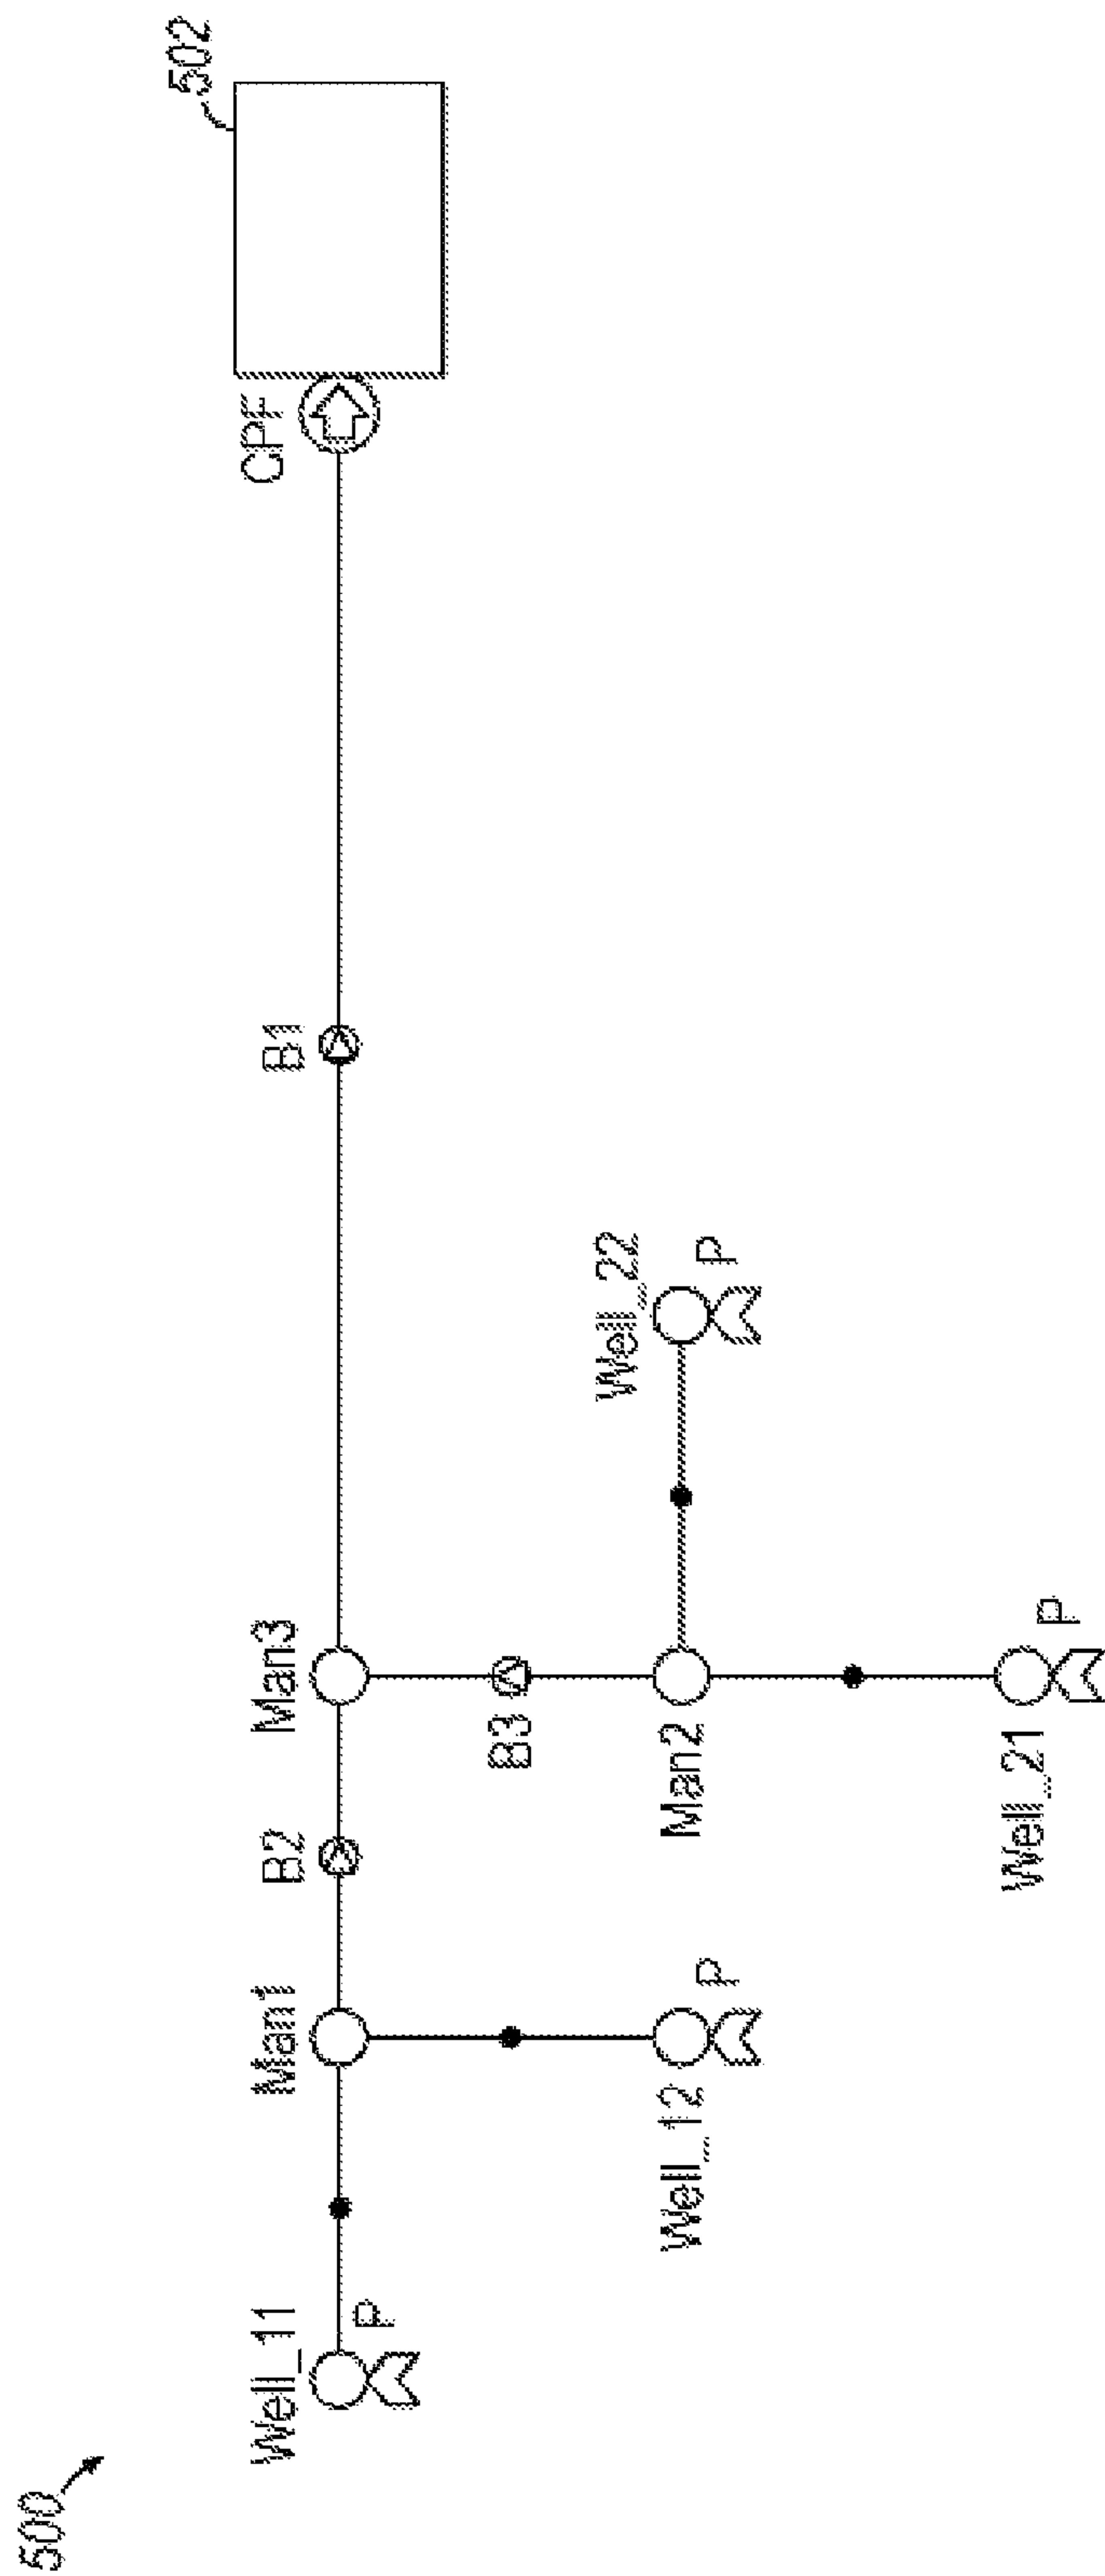 500
502
CPF
B1
Well_11
P
Man1
B2
Man3
B3
Well_12
P
Man2
Well_22
P
Well_21
P